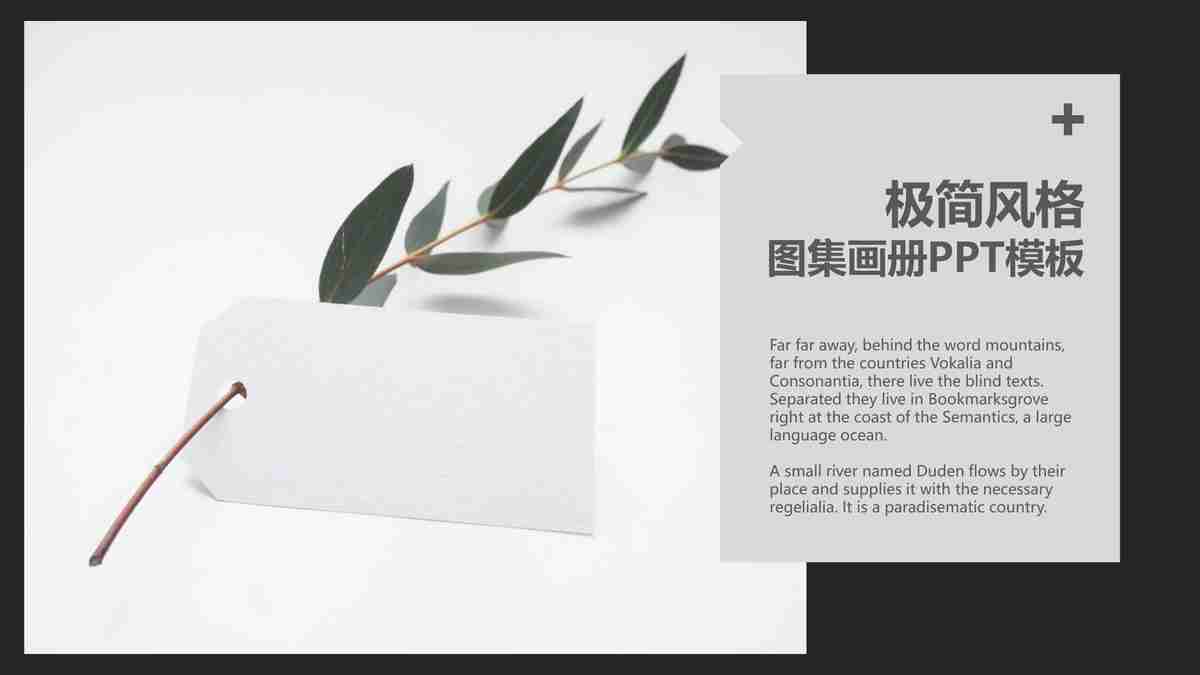 极简风格
图集画册PPT模板
Far far away, behind the word mountains,
far from the countries Vokalia and
Consonantia, there live the blind texts.
Separated they live in Bookmarksgrove
right at the coast of the Semantics, a large
language ocean.
A small river named Duden flows by their
place and supplies it with the necessary
regelialia. It is a paradisematic country.